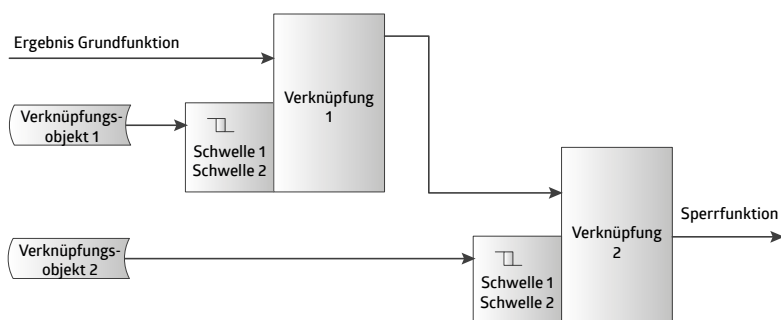 Ergebnis Grundfunktion
Verknüpfung
1
Verknüpfungs-
objekt 1
Schwelle 1
Schwelle 2
Verknüpfung
2
Sperrfunktion
Verknüpfungs-
objekt 2
Schwelle 1
Schwelle 2